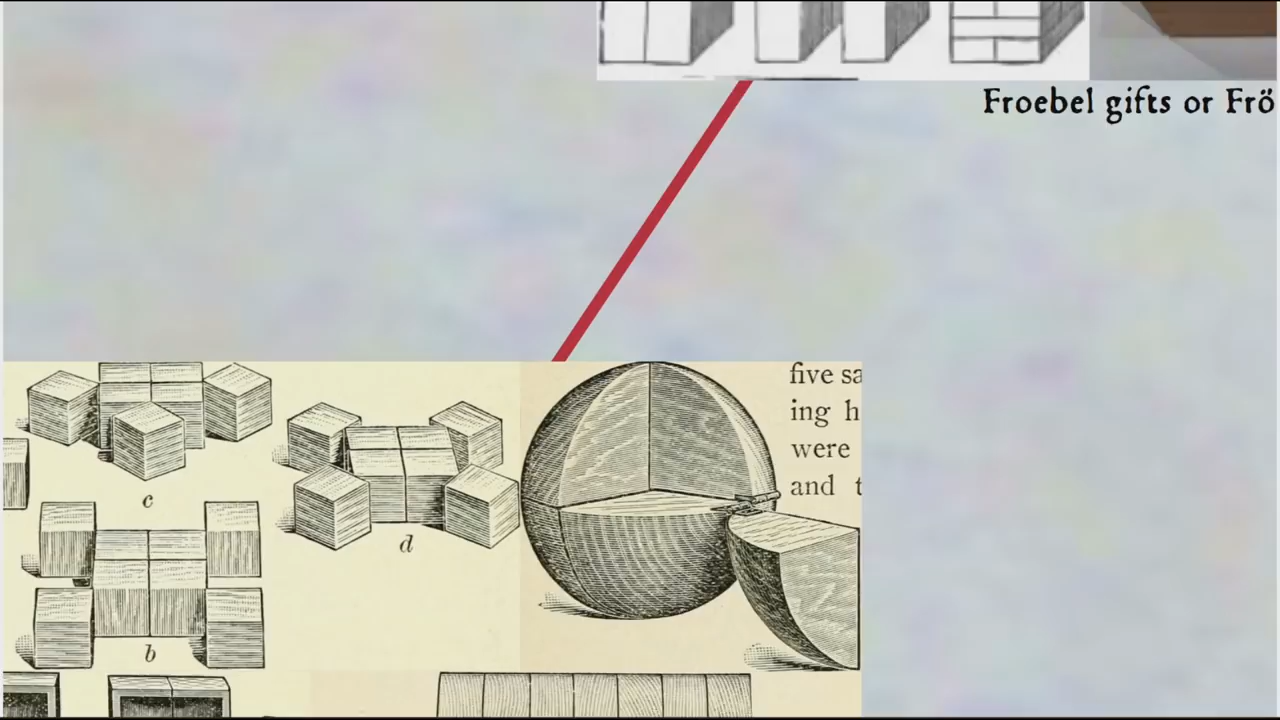 Froebel gifts or Frö
five sa
ing h
were
and t
c
d
b